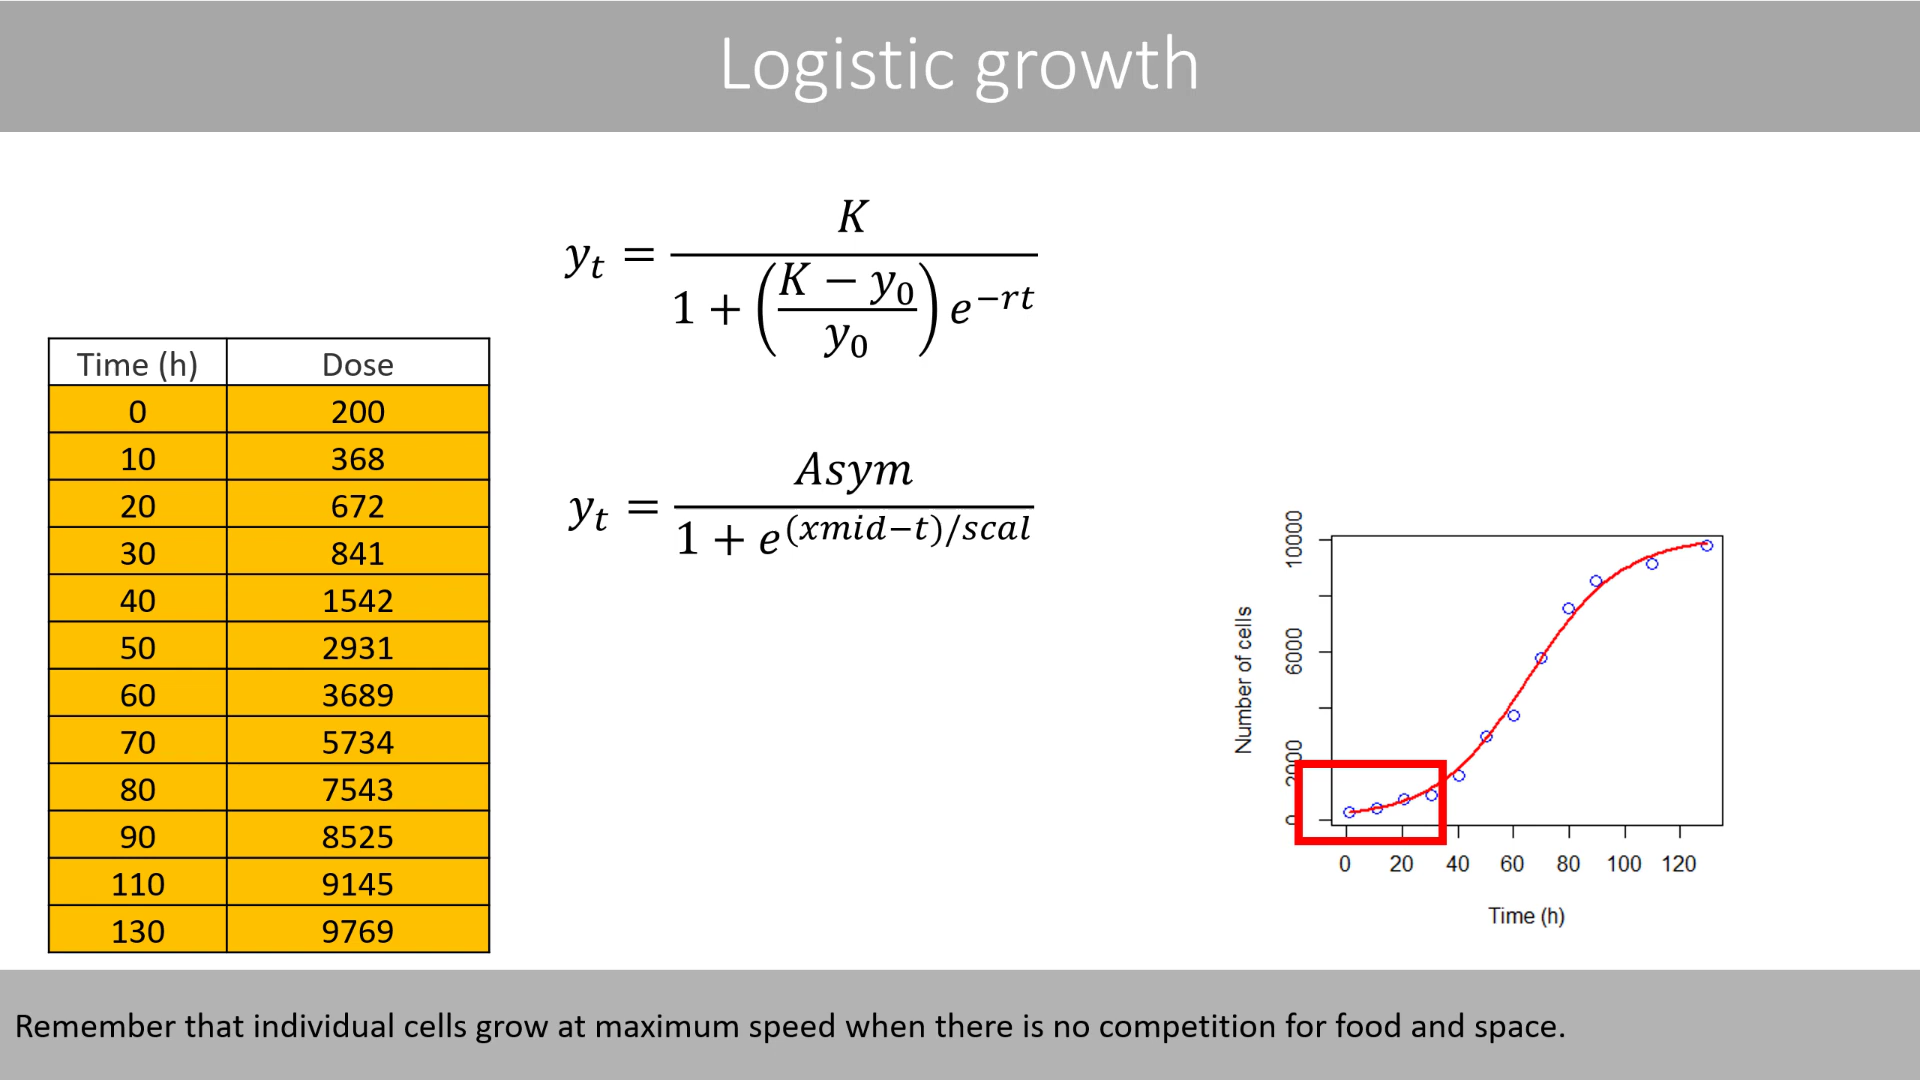 Logistic growth
y_t = K / (1 + ((K − y_0) / y_0) e^{−rt})
y_t = Asym / (1 + e^{(xmid−t)/scal})
Time (h) Dose
0 200
10 368
20 672
30 841
40 1542
50 2931
60 3689
70 5734
80 7543
90 8525
110 9145
130 9769
Number of cells
10000
6000
2000
0
0 20 40 60 80 100 120
Time (h)
Remember that individual cells grow at maximum speed when there is no competition for food and space.